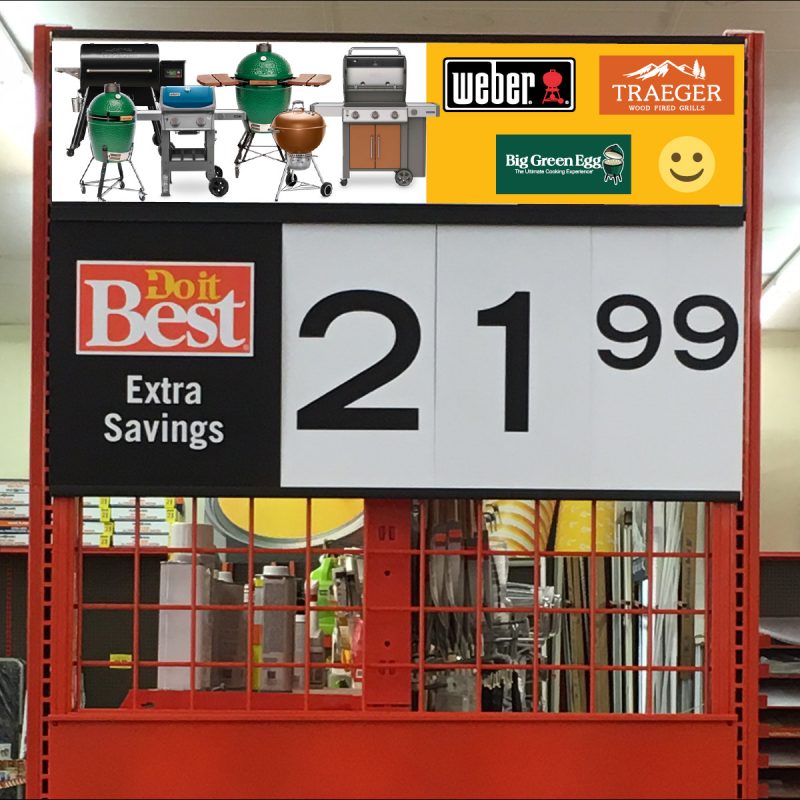 weber
TRAEGER
WOOD FIRED GRILLS
Big Green Egg
The Ultimate Cooking Experience
Do it
Best
Extra
Savings
21 99